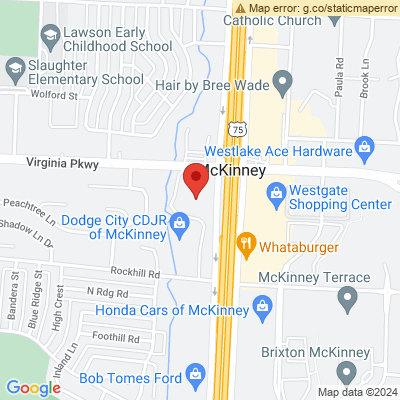 Map error: g.co/staticmaperror
Catholic Church
Lawson Early
Childhood School
Slaughter
Elementary School
Wolford St
Hair by Bree Wade
Paula Rd
Brook Ln
75
Westlake Ace Hardware
Virginia Pkwy
McKinney
Westgate
Shopping Center
Peachtree Ln
Shadow Ln Dr
Dodge City CDJR
of McKinney
Whataburger
Rockhill Rd
McKinney Terrace
Bandera St
Blue Ridge St
High Crest
Inland Ln
N Rdg Rd
Honda Cars of McKinney
Foothill Rd
Brixton McKinney
Bob Tomes Ford
Google
Map data ©2024